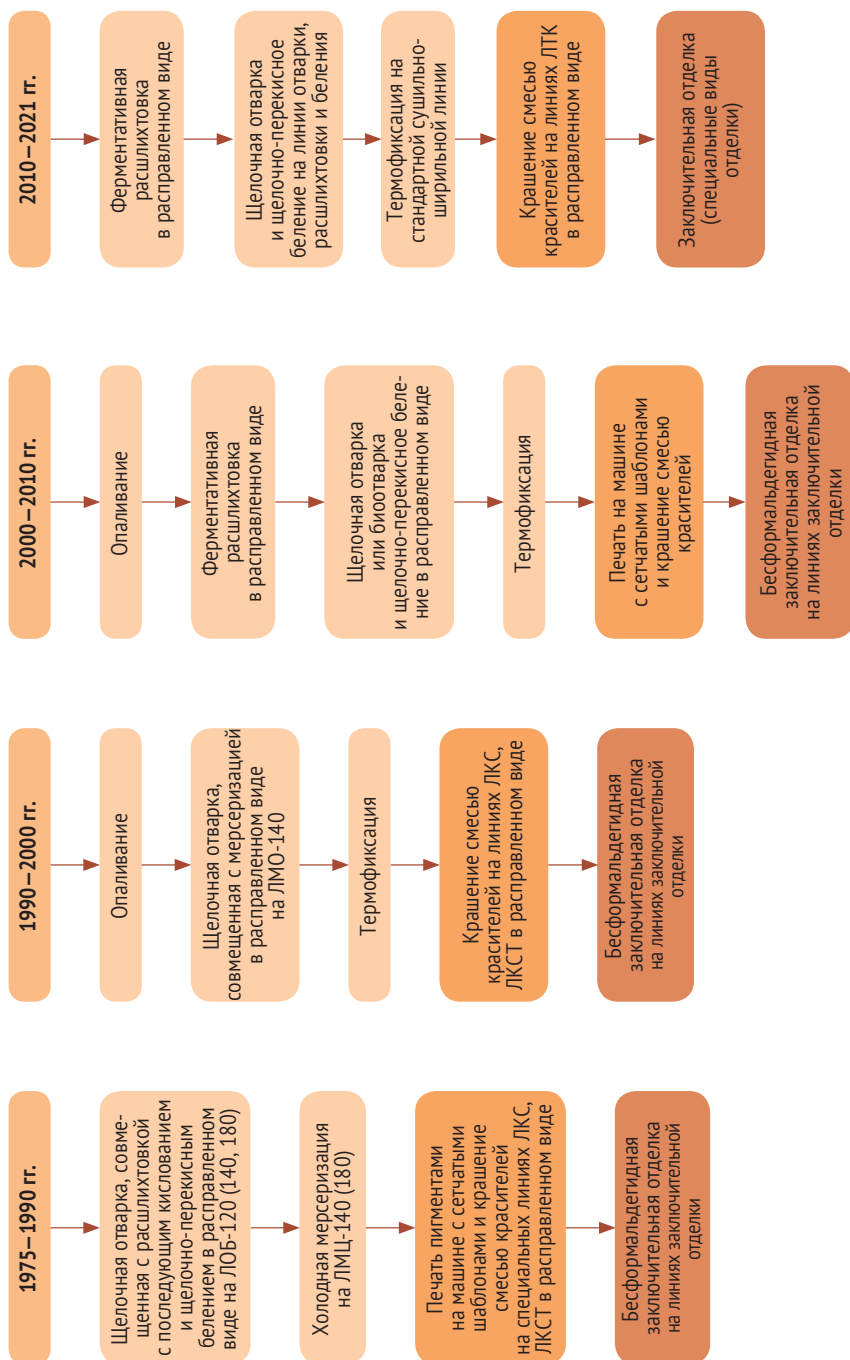 1975–1990 гг.
Щелочная отварка, совме-
щенная с расшлихтовкой
с последующим кислованием
и щелочно-перекисным
белением в расправленном
виде на ЛОБ-120 (140, 180)
Холодная мерсеризация
на ЛМЦ-140 (180)
Печать пигментами
на машине с сетчатыми
шаблонами и крашение
смесью красителей
на специальных линиях ЛКС,
ЛКСТ в расправленном виде
Бесформальдегидная
заключительная отделка
на линиях заключительной
отделки
1990–2000 гг.
Опаливание
Щелочная отварка,
совмещенная с мерсеризацией
в расправленном виде
на ЛМО-140
Термофиксация
Крашение смесью
красителей на линиях ЛКС,
ЛКСТ в расправленном виде
Бесформальдегидная
заключительная отделка
на линиях заключительной
отделки
2000–2010 гг.
Опаливание
Ферментативная
расшлихтовка
в расправленном виде
Щелочная отварка
или биоотварка
и щелочно-перекисное беле-
ние в расправленном виде
Термофиксация
Печать на машине
с сетчатыми шаблонами
и крашение смесью
красителей
Бесформальдегидная
заключительная отделка
на линиях заключительной
отделки
2010–2021 гг.
Ферментативная
расшлихтовка
в расправленном виде
Щелочная отварка
и щелочно-перекисное
беление на линии отварки,
расшлихтовки и беления
Термофиксация на
стандартной сушильно-
ширильной линии
Крашение смесью
красителей на линиях ЛТК
в расправленном виде
Заключительная отделка
(специальные виды
отделки)